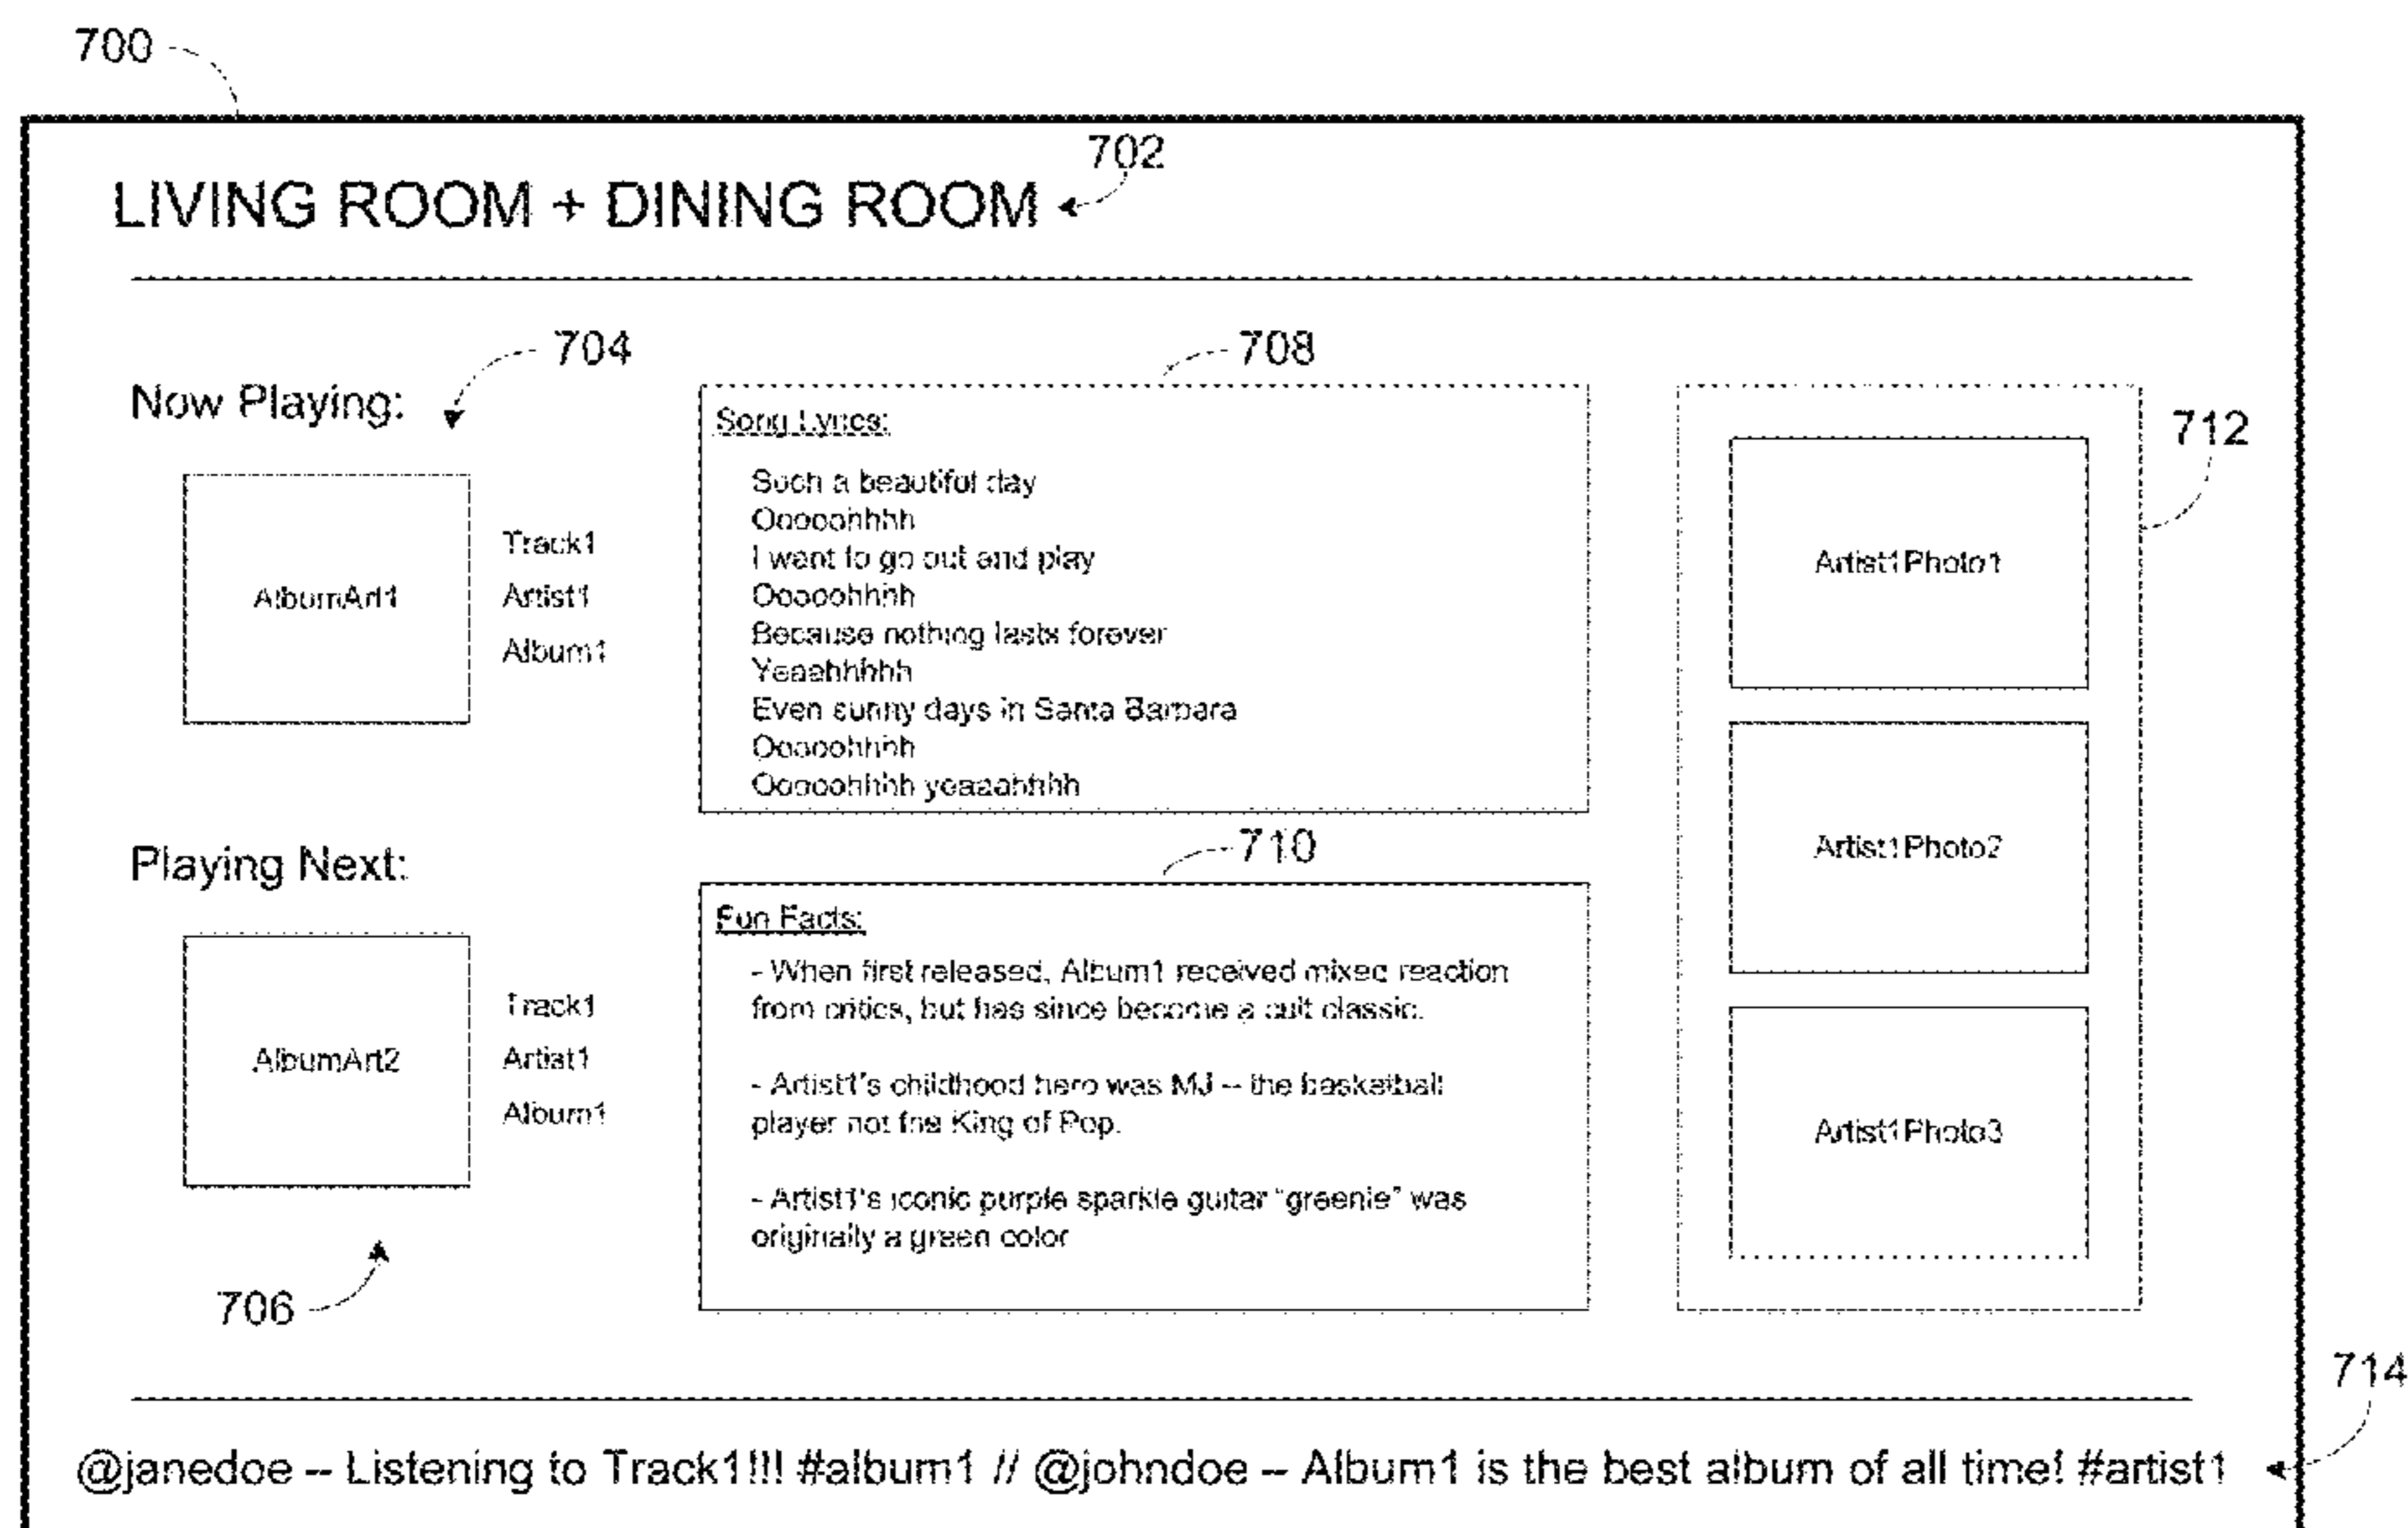 700
702
LIVING ROOM + DINING ROOM
704
Now Playing:
AlbumArt1
Track1
Artist1
Album1
Playing Next:
AlbumArt2
Track1
Artist1
Album1
706
708
Song Lyrics:
Such a beautiful day
Ooooohhhh
I want to go out and play
Ooooohhhh
Because nothing lasts forever
Yeaahhhhh
Even sunny days in Santa Barbara
Ooooohhhh
Ooooohhhh yeaaahhhh
710
Fun Facts:
- When first released, Album1 received mixed reaction
from critics, but has since become a cult classic.
- Artist1's childhood hero was MJ -- the basketball
player not the King of Pop.
- Artist1's iconic purple sparkle guitar "greenie" was
originally a green color
712
Artist1Photo1
Artist1Photo2
Artist1Photo3
714
@janedoe -- Listening to Track1!!! #album1 // @johndoe -- Album1 is the best album of all time! #artist1